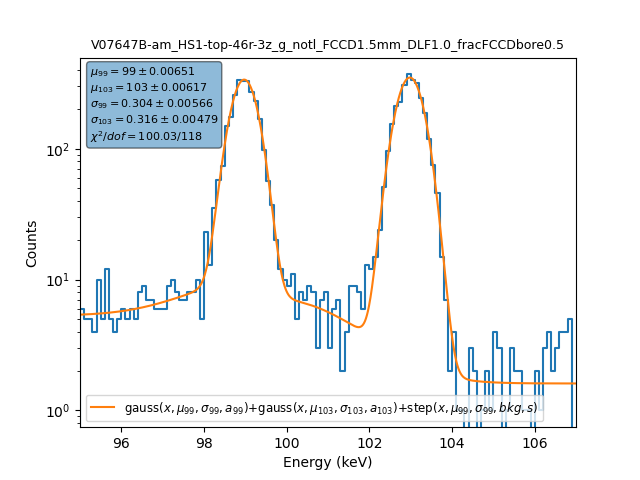 V07647B-am_HS1-top-46r-3z_g_notl_FCCD1.5mm_DLF1.0_fracFCCDbore0.5
μ₉₉ = 99 ± 0.00651
μ₁₀₃ = 103 ± 0.00617
σ₉₉ = 0.304 ± 0.00566
σ₁₀₃ = 0.316 ± 0.00479
χ²/dof = 100.03/118
Counts
10²
10¹
10⁰
gauss(x, μ₉₉, σ₉₉, a₉₉)+gauss(x, μ₁₀₃, σ₁₀₃, a₁₀₃)+step(x, μ₉₉, σ₉₉, bkg, s)
96 98 100 102 104 106
Energy (keV)